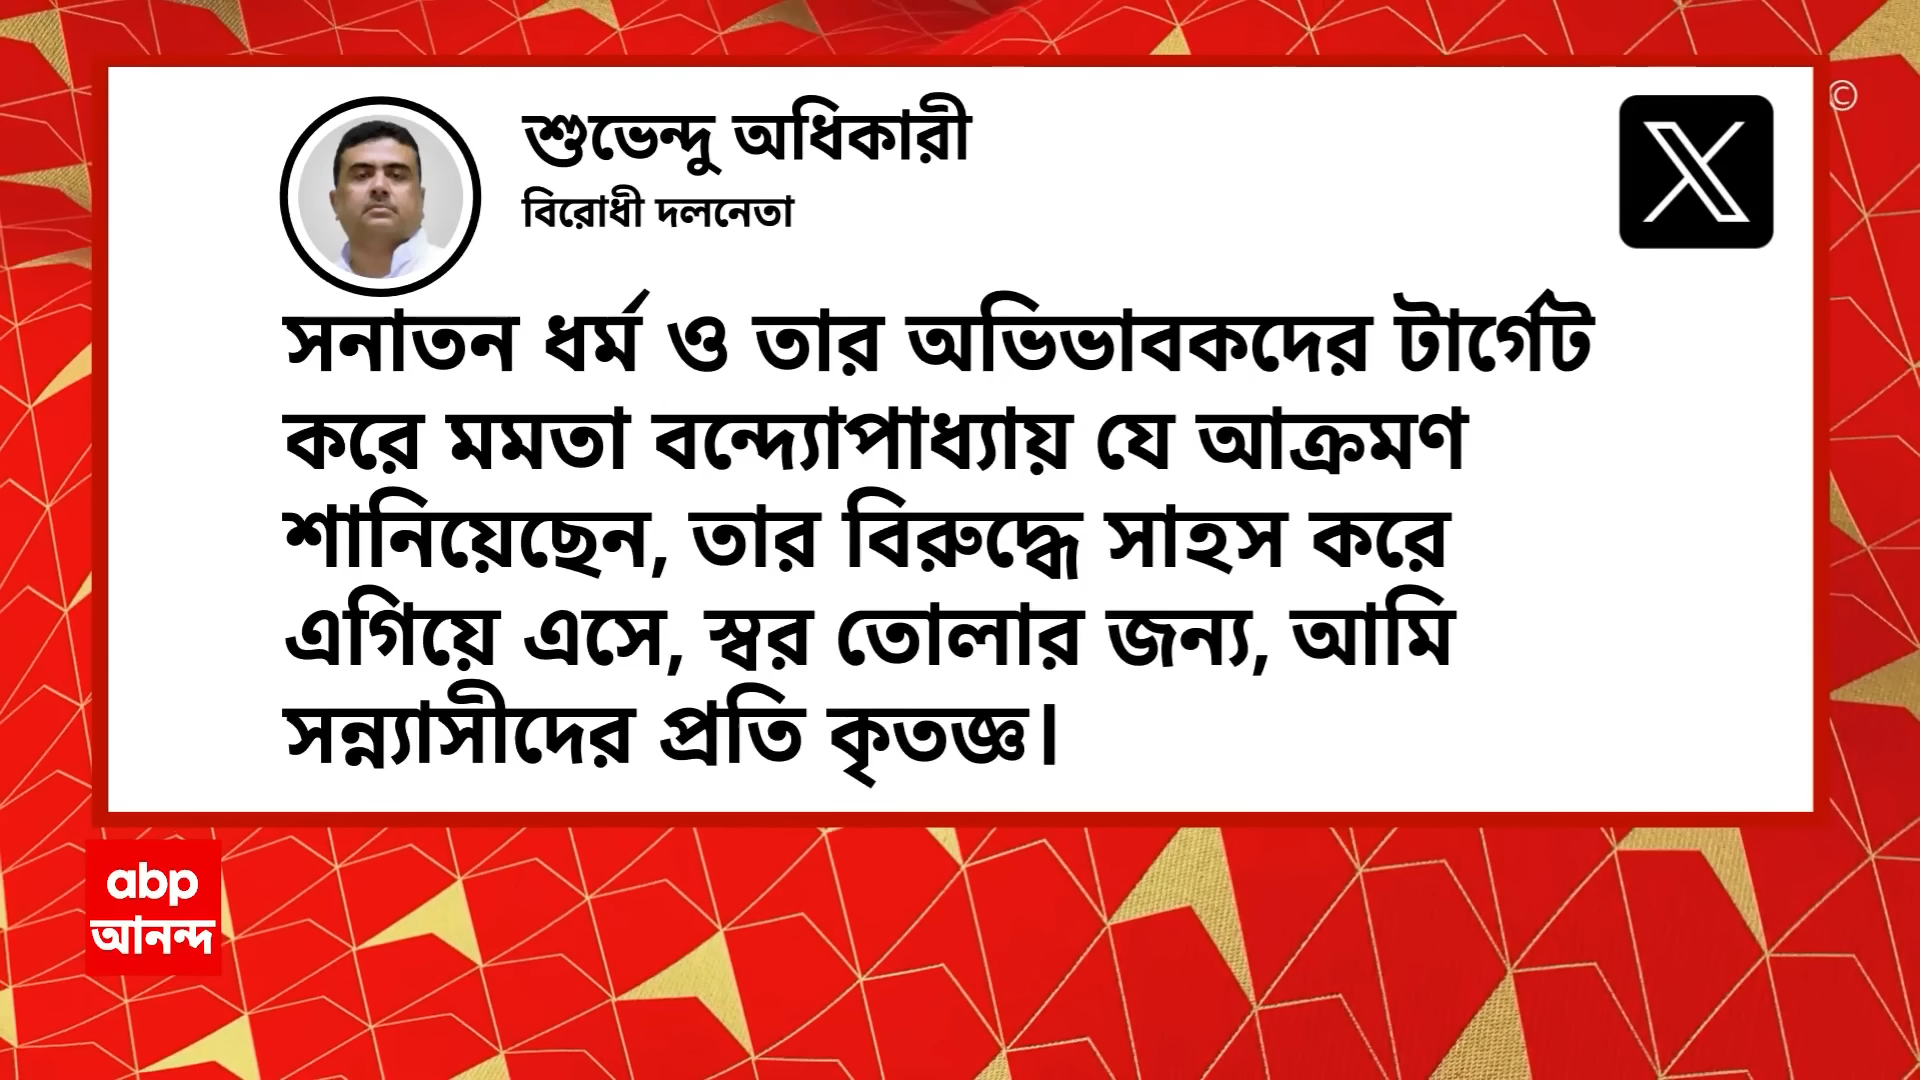 শুভেন্দু অধিকারী
বিরোধী দলনেতা
©
সনাতন ধর্ম ও তার অভিভাবকদের টার্গেট
করে মমতা বন্দ্যোপাধ্যায় যে আক্রমণ
শানিয়েছেন, তার বিরুদ্ধে সাহস করে
এগিয়ে এসে, স্বর তোলার জন্য, আমি
সন্ন্যাসীদের প্রতি কৃতজ্ঞ।
abp
আনন্দ